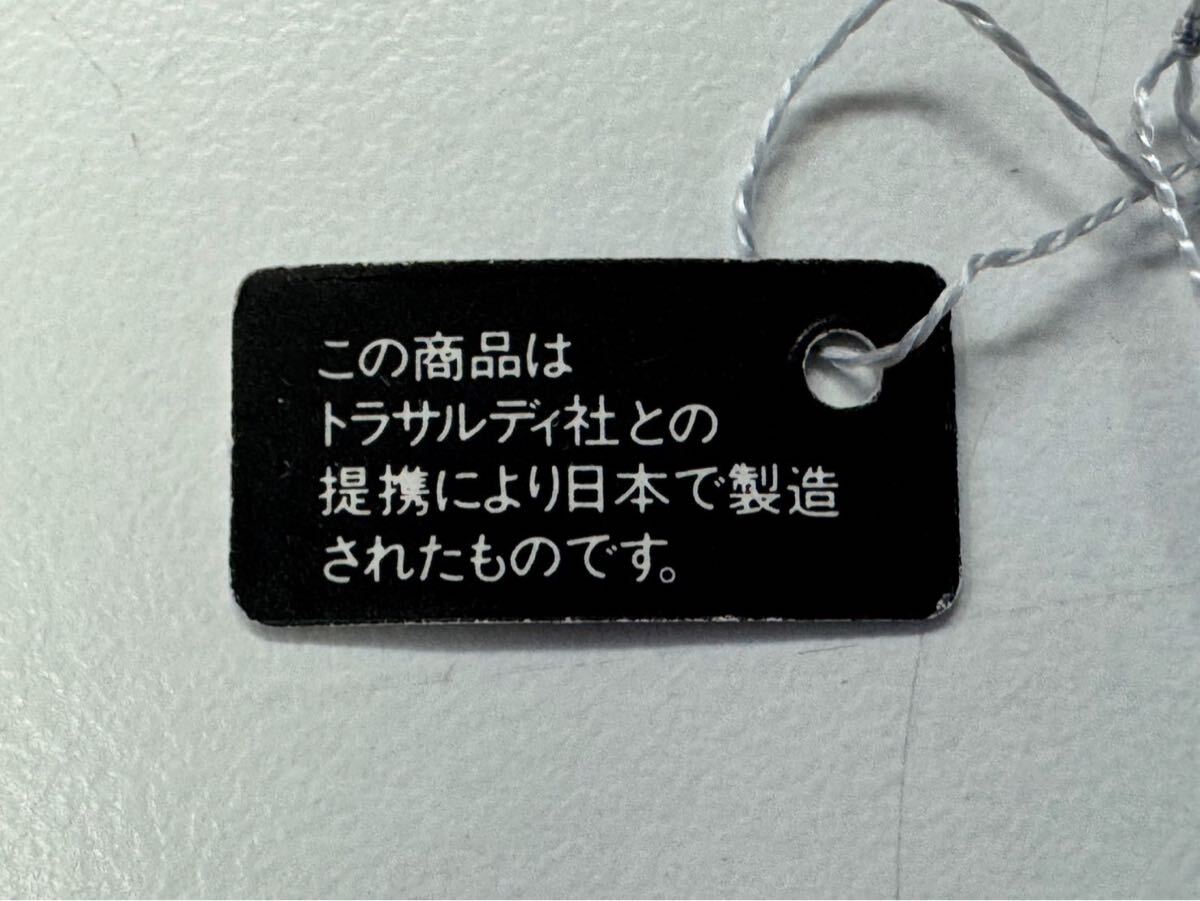 この商品は
トラサルディ社との
提携により日本で製造
されたものです。